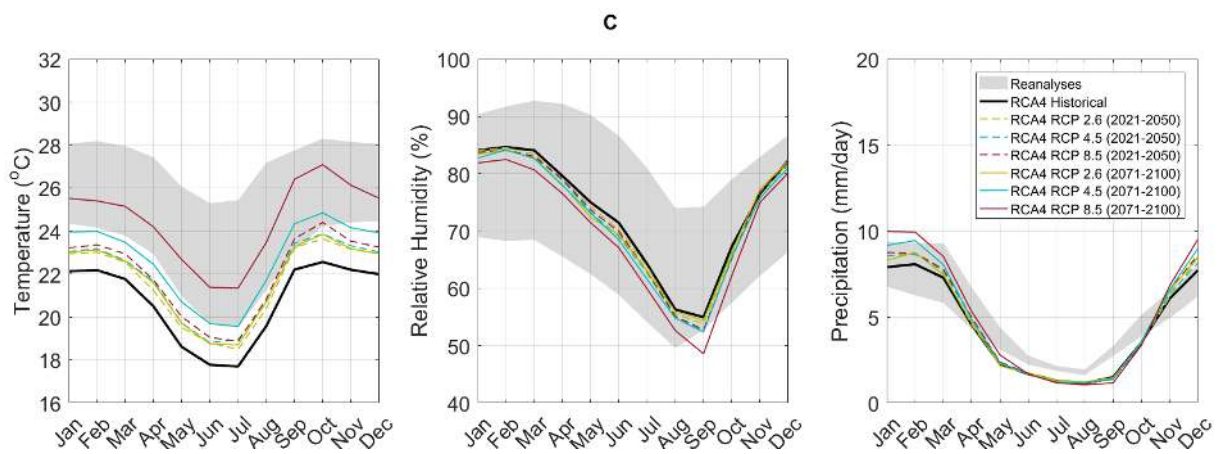 C
Temperature (°C)
32
30
28
26
24
22
20
18
16
Jan
Feb
Mar
Apr
May
Jun
Jul
Aug
Sep
Oct
Nov
Dec
Relative Humidity (%)
100
90
80
70
60
50
40
Jan
Feb
Mar
Apr
May
Jun
Jul
Aug
Sep
Oct
Nov
Dec
Precipitation (mm/day)
20
15
10
5
0
Reanalyses
RCA4 Historical
RCA4 RCP 2.6 (2021-2050)
RCA4 RCP 4.5 (2021-2050)
RCA4 RCP 8.5 (2021-2050)
RCA4 RCP 2.6 (2071-2100)
RCA4 RCP 4.5 (2071-2100)
RCA4 RCP 8.5 (2071-2100)
Jan
Feb
Mar
Apr
May
Jun
Jul
Aug
Sep
Oct
Nov
Dec